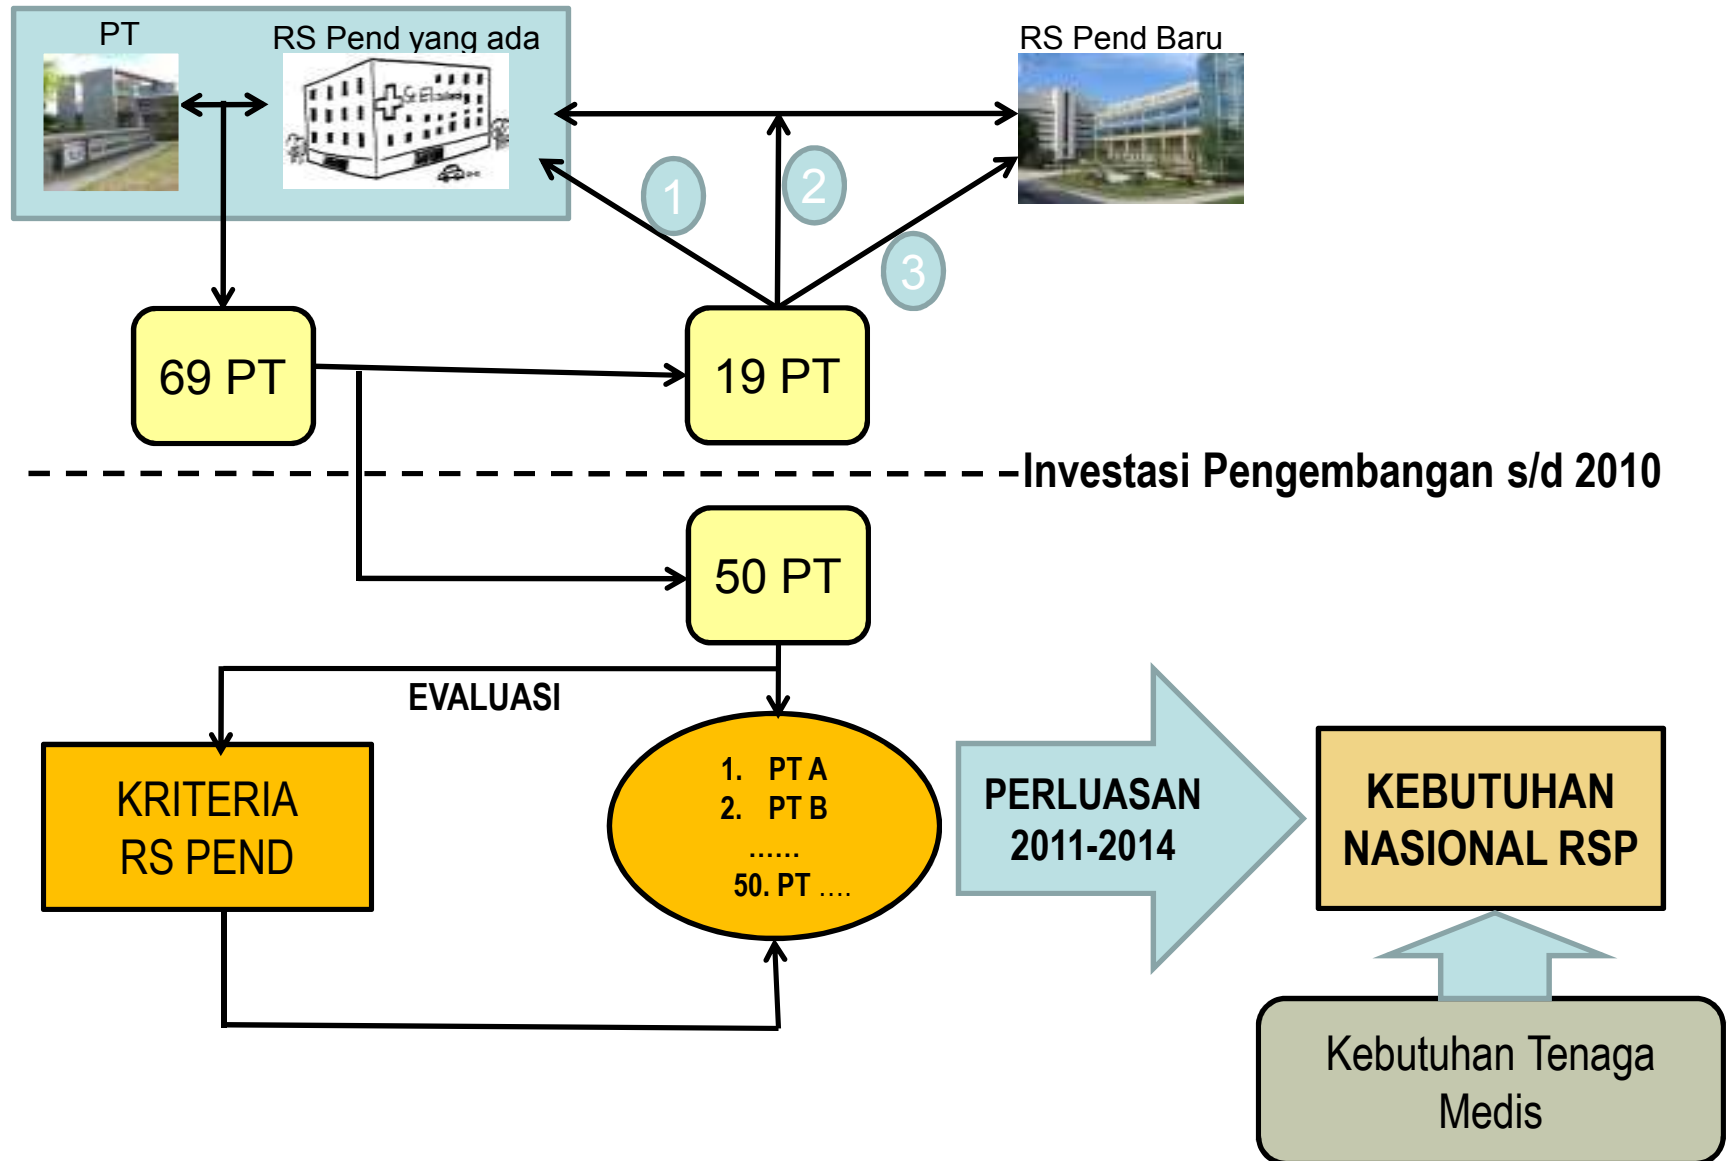 PT
RS Pend yang ada
RS Pend Baru
St Elisabeth
1
2
3
69 PT
19 PT
Investasi Pengembangan s/d 2010
50 PT
EVALUASI
KRITERIA
RS PEND
1. PT A
2. PT B
......
50. PT ....
PERLUASAN
2011-2014
KEBUTUHAN
NASIONAL RSP
Kebutuhan Tenaga
Medis